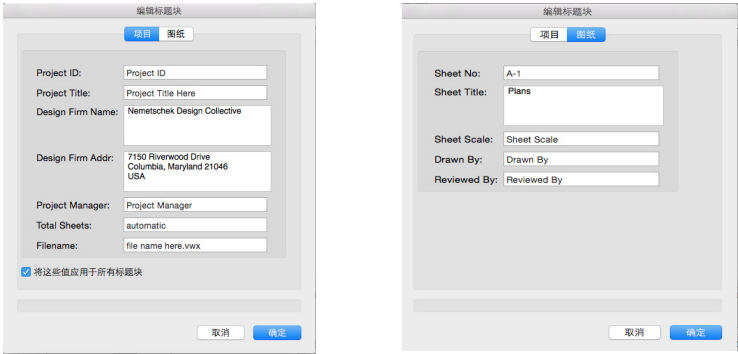 编辑标题块
项目 图纸
Project ID: Project ID
Project Title: Project Title Here
Design Firm Name: Nemetschek Design Collective
Design Firm Addr: 7150 Riverwood Drive
Columbia, Maryland 21046
USA
Project Manager: Project Manager
Total Sheets: automatic
Filename: file name here.vwx
将这些值应用于所有标题块
取消 确定
编辑标题块
项目 图纸
Sheet No: A-1
Sheet Title: Plans
Sheet Scale: Sheet Scale
Drawn By: Drawn By
Reviewed By: Reviewed By
取消 确定